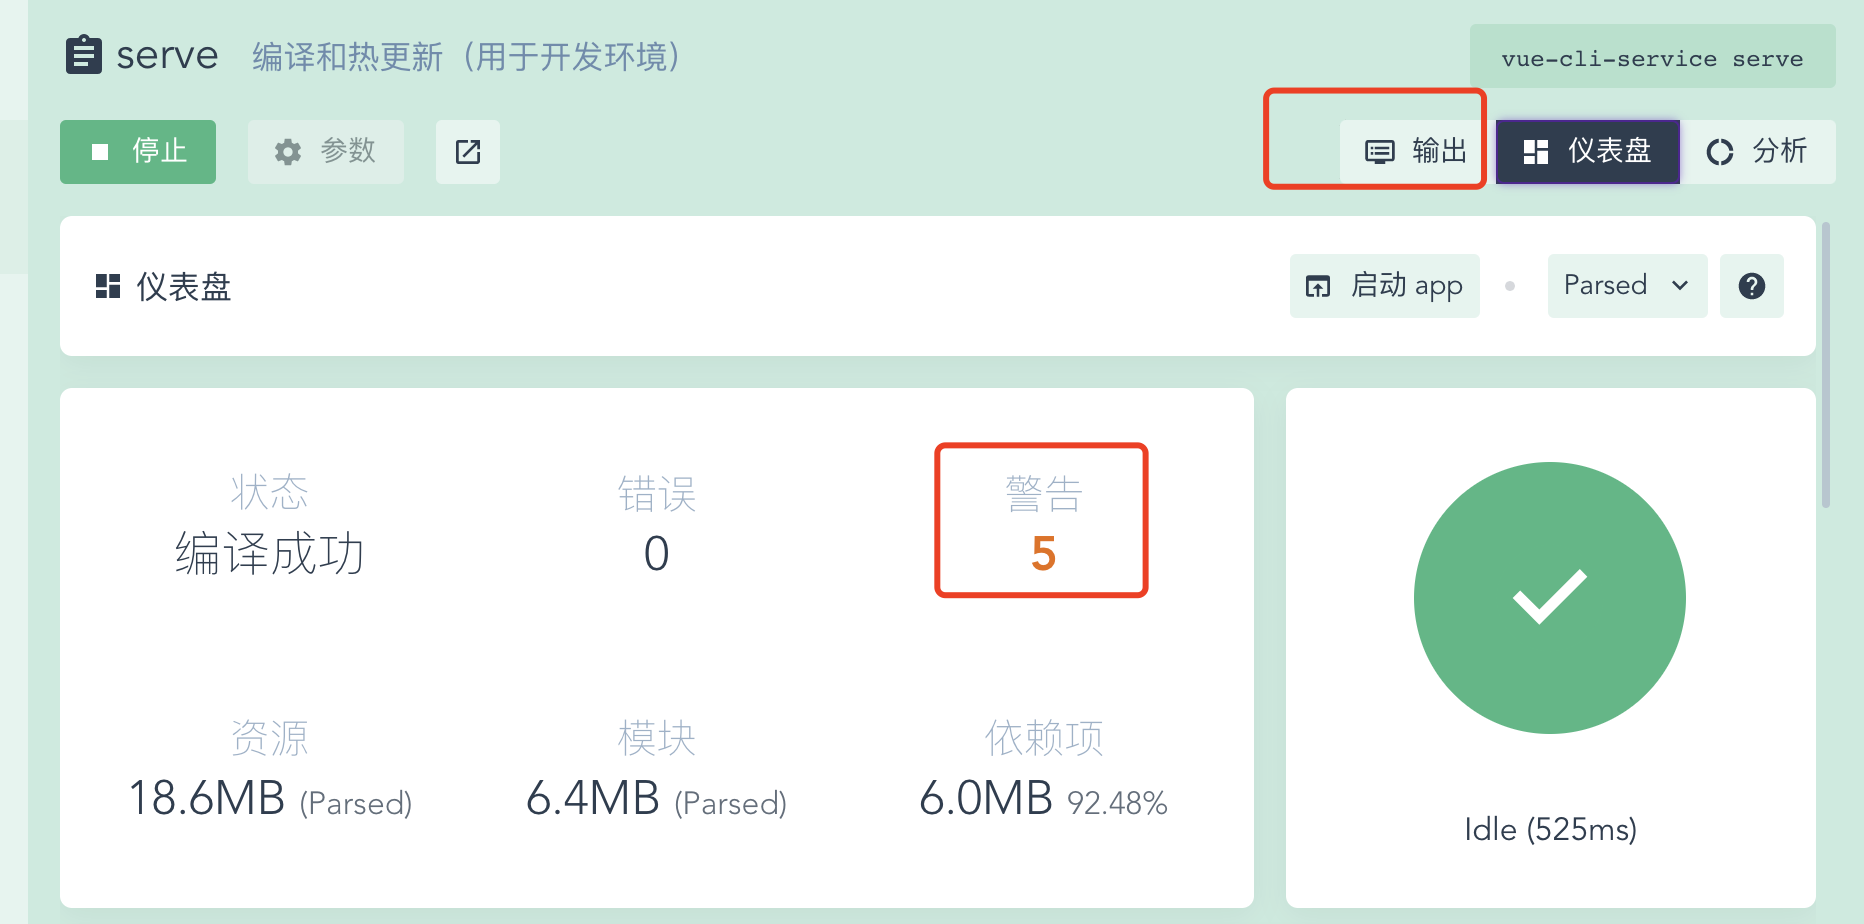 serve 编译和热更新（用于开发环境）
vue-cli-service serve
停止 参数 输出 仪表盘 分析
仪表盘 启动 app Parsed
状态 错误 警告
编译成功 0 5
资源 模块 依赖项
18.6MB (Parsed) 6.4MB (Parsed) 6.0MB 92.48%
Idle (525ms)